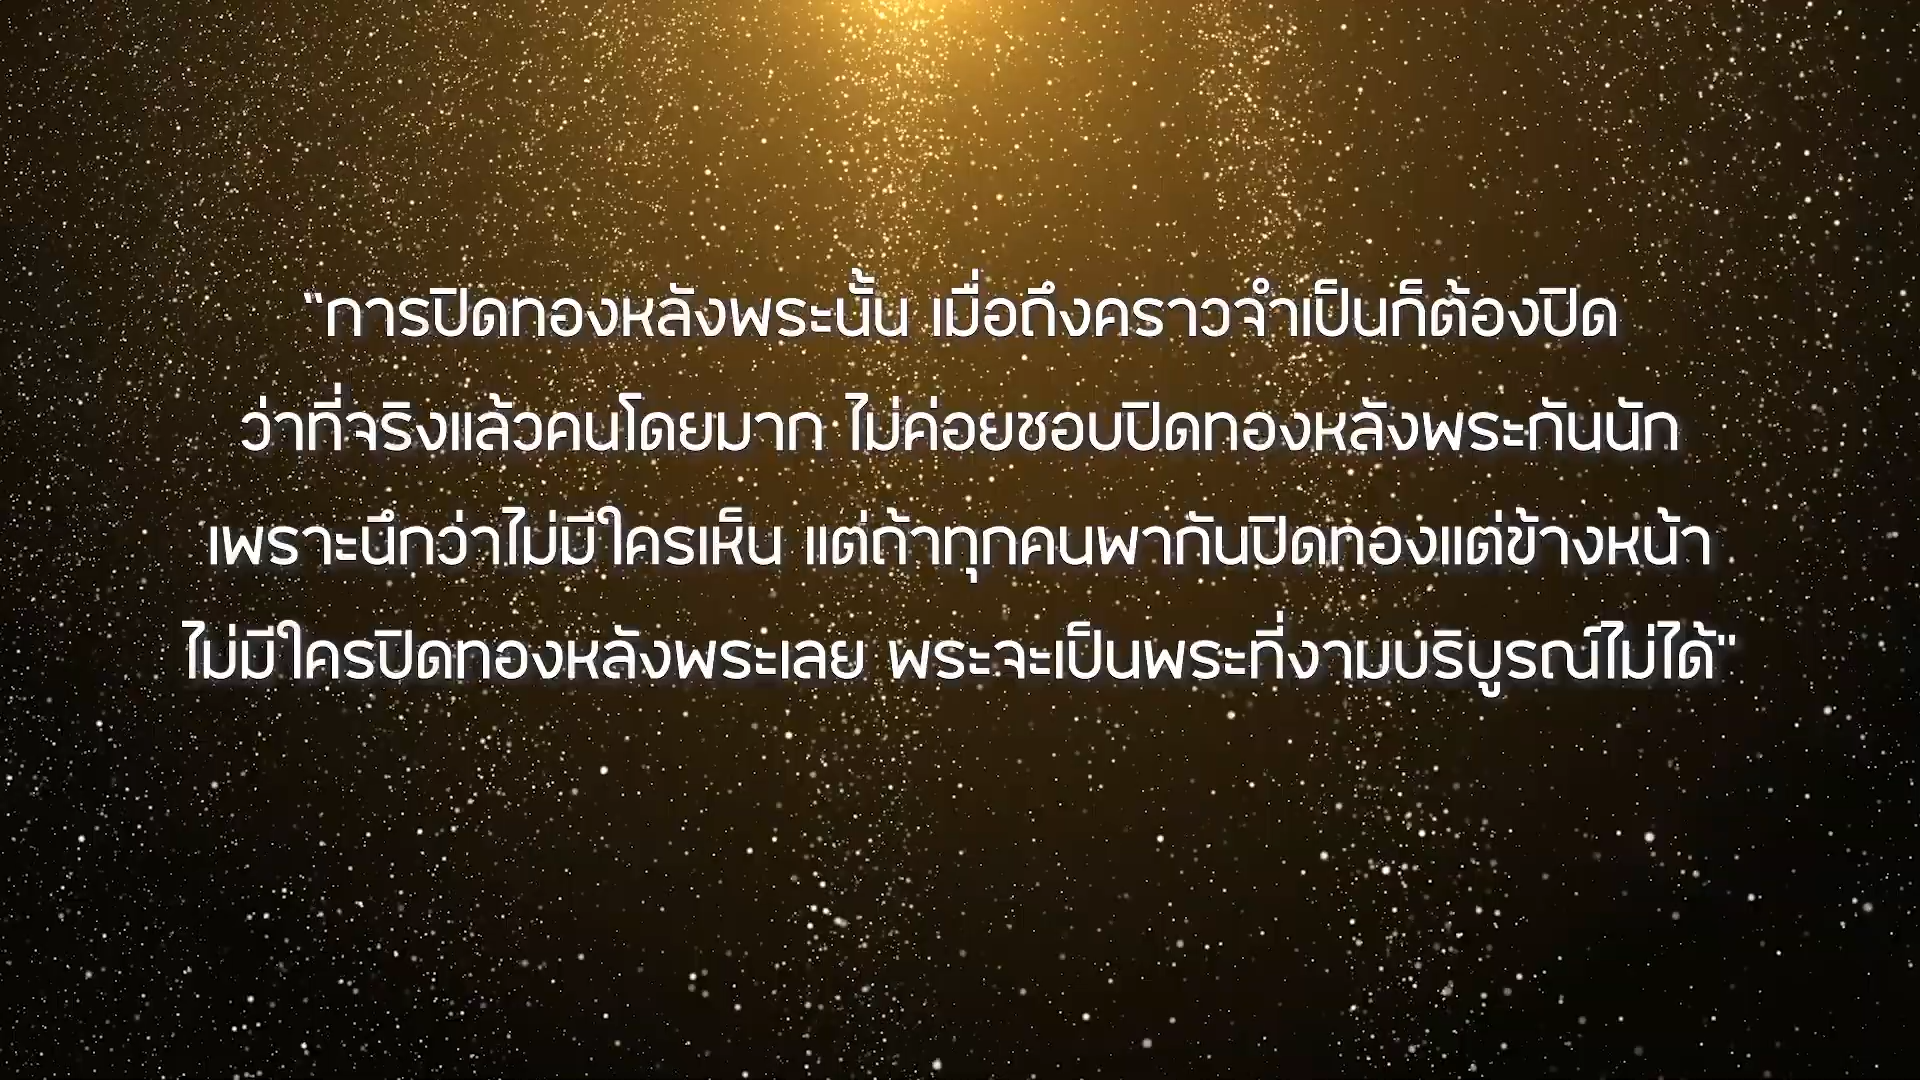 "การปิดทองหลังพระนั้น เมื่อถึงคราวจำเป็นก็ต้องปิด
ว่าที่จริงแล้วคนโดยมาก ไม่ค่อยชอบปิดทองหลังพระกันนัก
เพราะนึกว่าไม่มีใครเห็น แต่ถ้าทุกคนพากันปิดทองแต่ข้างหน้า
ไม่มีใครปิดทองหลังพระเลย พระจะเป็นพระที่งามบริบูรณ์ไม่ได้"